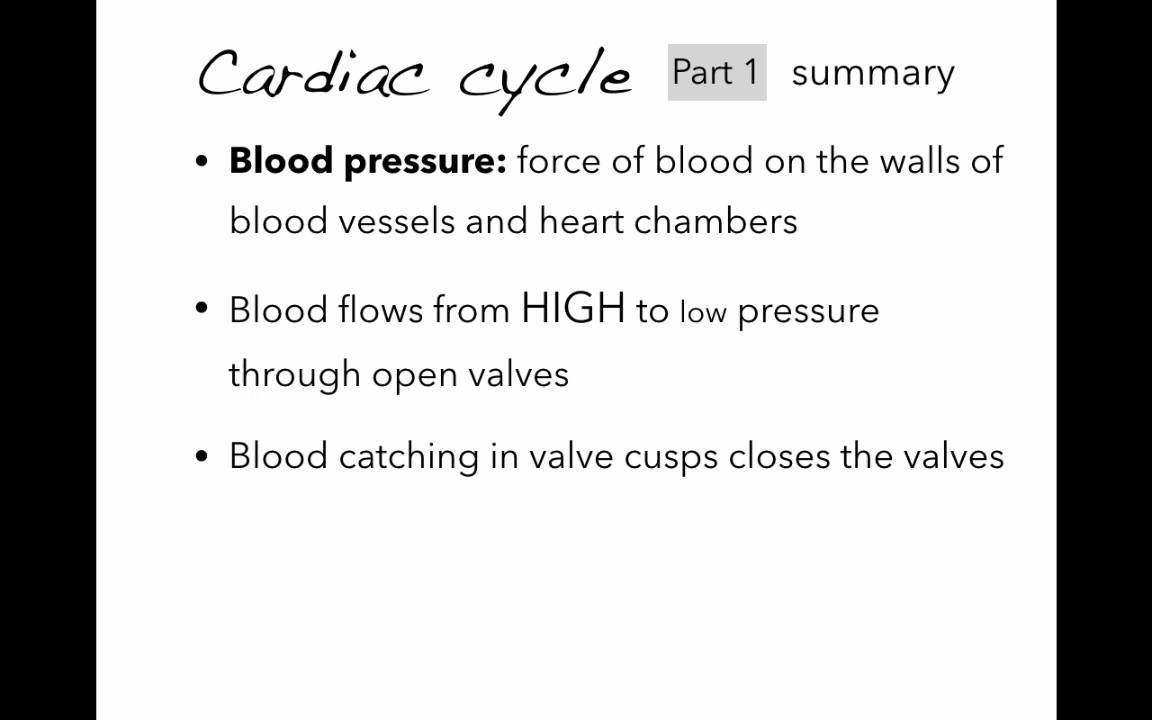 Cardiac cycle Part 1 summary
• Blood pressure: force of blood on the walls of
blood vessels and heart chambers
• Blood flows from HIGH to low pressure
through open valves
• Blood catching in valve cusps closes the valves